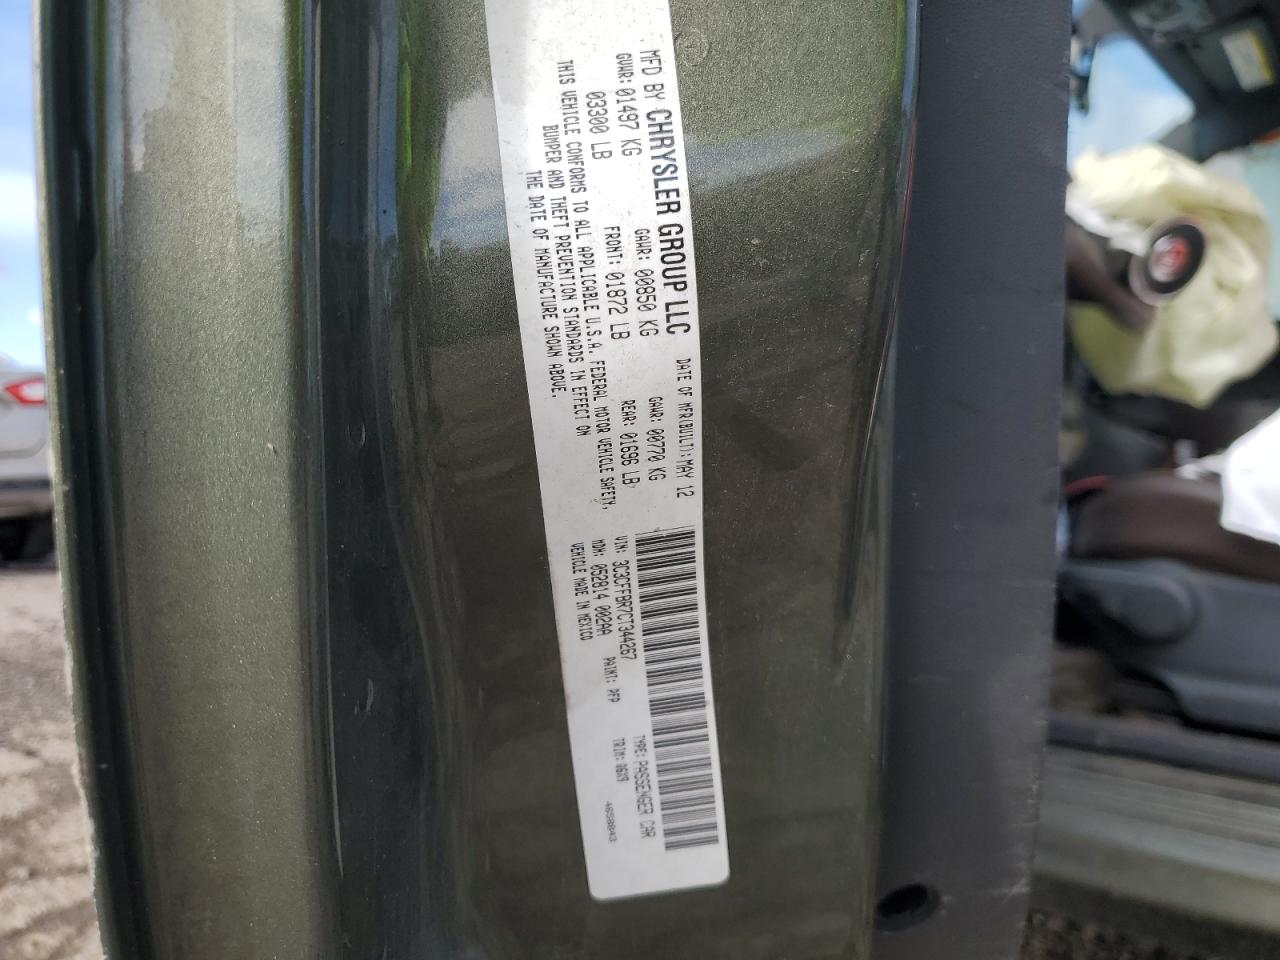 MFD BY CHRYSLER GROUP LLC DATE OF MFR(BUILT): MAY 12
GVWR: 01497 KG GAWR: 00850 KG GAWR: 00770 KG
03300 LB FRONT: 01872 LB REAR: 01696 LB
THIS VEHICLE CONFORMS TO ALL APPLICABLE U.S.A. FEDERAL MOTOR VEHICLE SAFETY,
BUMPER AND THEFT PREVENTION STANDARDS IN EFFECT ON
THE DATE OF MANUFACTURE SHOWN ABOVE.
VIN: 3C3CFFBR7CT344267 TYPE: PASSENGER CAR
MDH: 052814 002AA PAINT: PFP TRIM:
VEHICLE MADE IN MEXICO